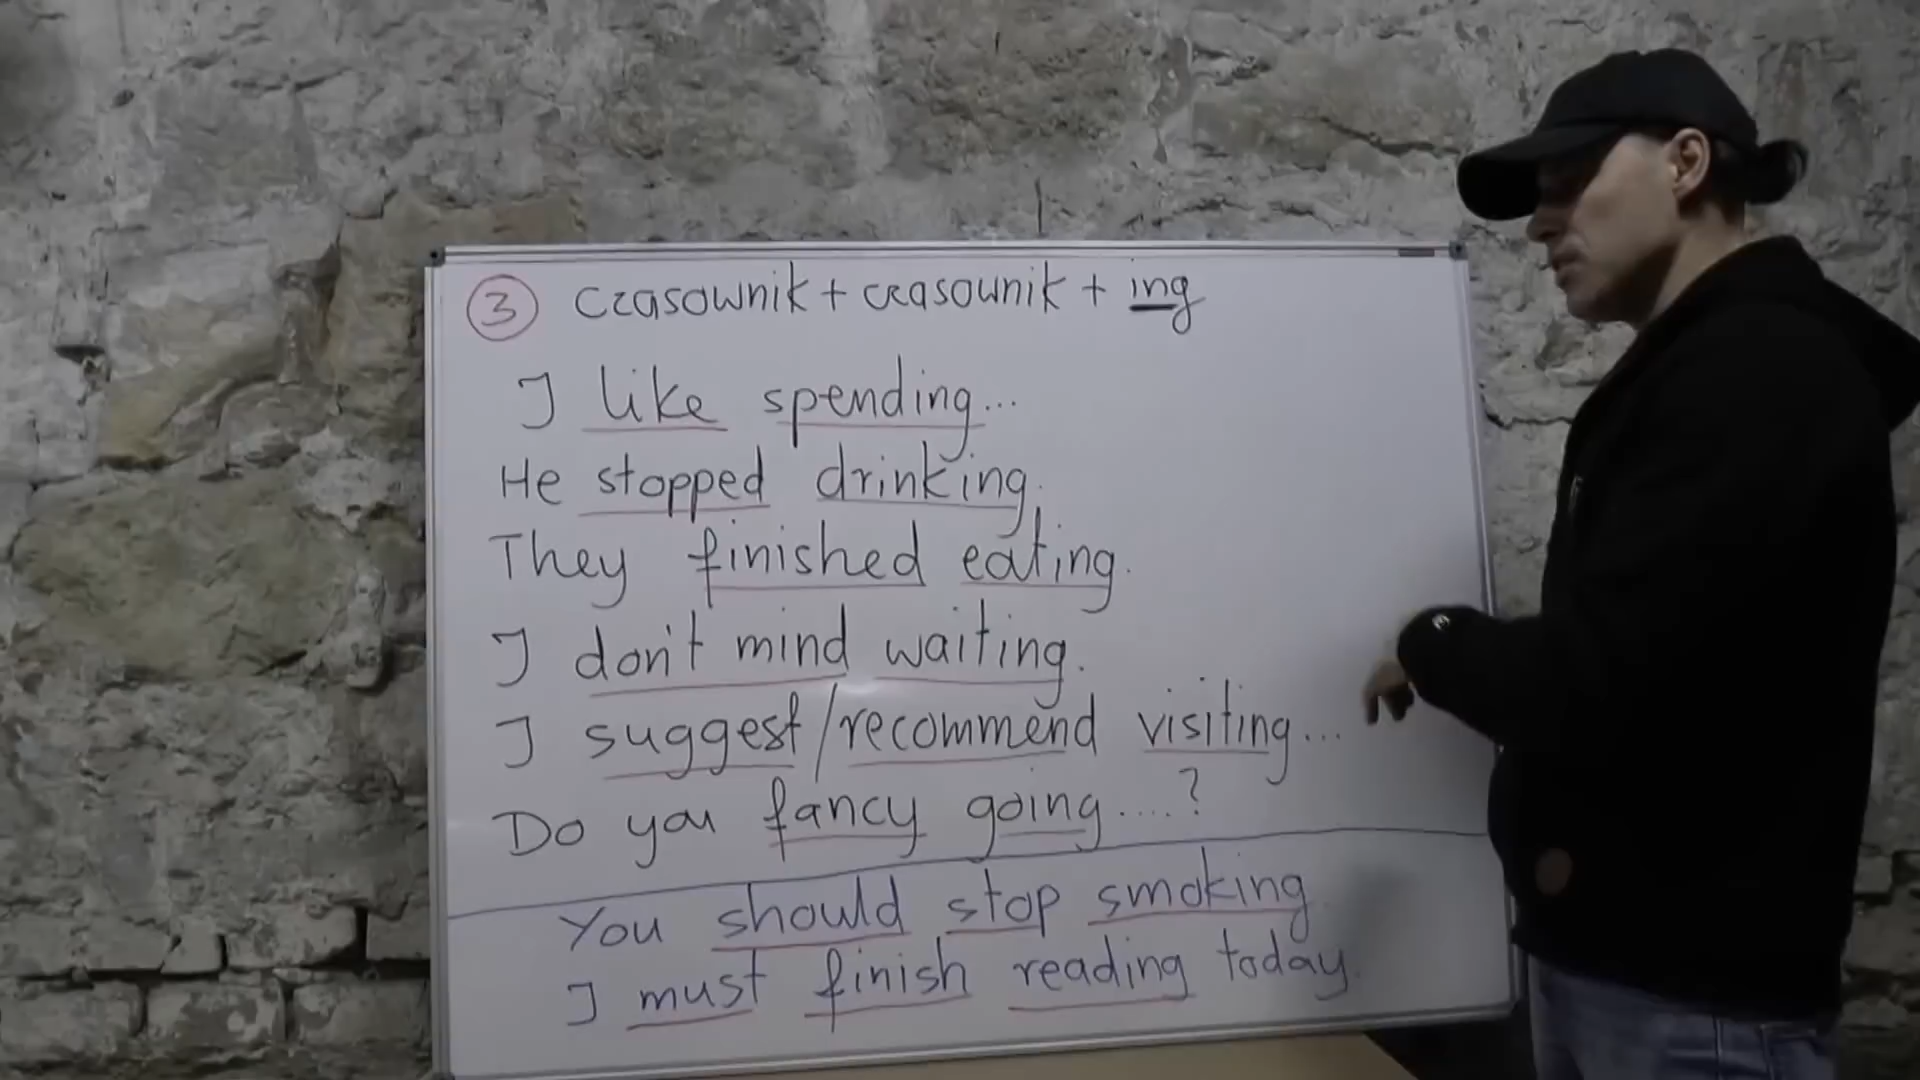 3 czasownik + czasownik + ing
I like spending...
He stopped drinking.
They finished eating.
I don't mind waiting.
I suggest/recommend visiting...
Do you fancy going....?
You should stop smoking.
I must finish reading today.